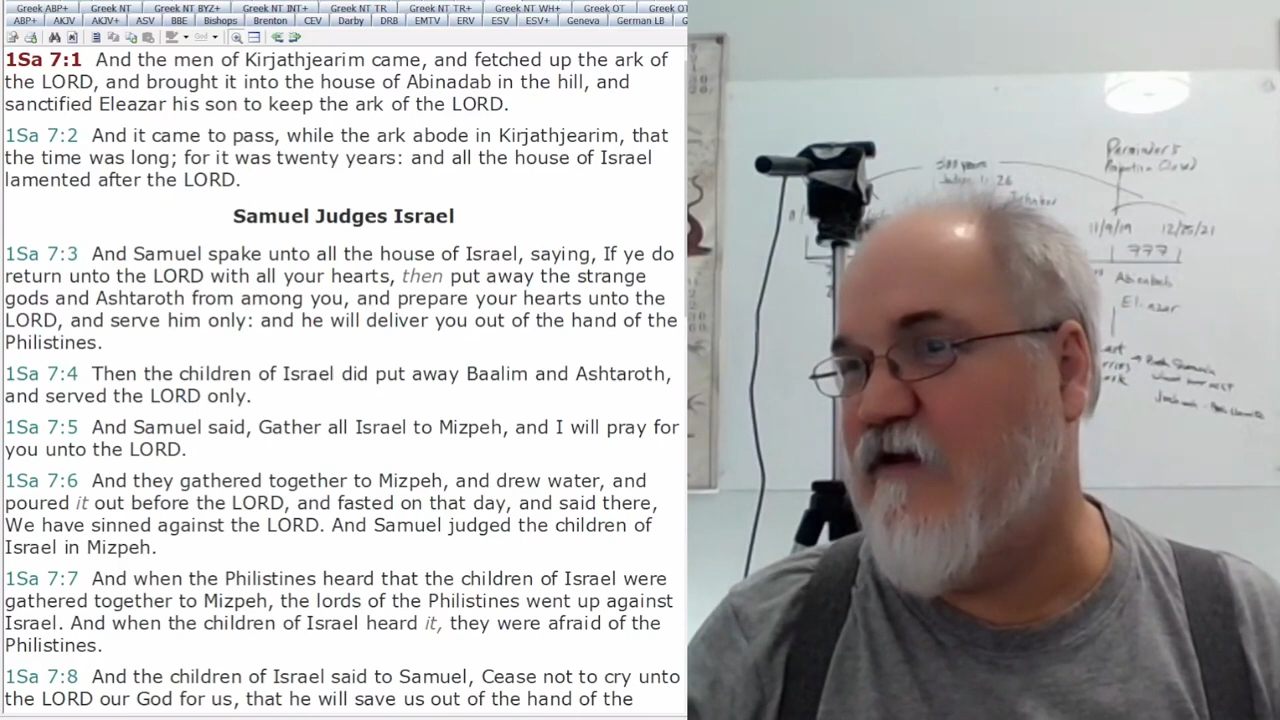 Greek ABP+ Greek NT Greek NT BYZ+ Greek NT INT+ Greek NT TR Greek NT TR+ Greek NT WH+ Greek OT Greek
ABP+ AKJV AKJV+ ASV BBE Bishops Brenton CEV Darby DRB EMTV ERV ESV ESV+ Geneva German LB
1Sa 7:1 And the men of Kirjathjearim came, and fetched up the ark of
the LORD, and brought it into the house of Abinadab in the hill, and
sanctified Eleazar his son to keep the ark of the LORD.
1Sa 7:2 And it came to pass, while the ark abode in Kirjathjearim, that
the time was long; for it was twenty years: and all the house of Israel
lamented after the LORD.
Samuel Judges Israel
1Sa 7:3 And Samuel spake unto all the house of Israel, saying, If ye do
return unto the LORD with all your hearts, then put away the strange
gods and Ashtaroth from among you, and prepare your hearts unto the
LORD, and serve him only: and he will deliver you out of the hand of the
Philistines.
1Sa 7:4 Then the children of Israel did put away Baalim and Ashtaroth,
and served the LORD only.
1Sa 7:5 And Samuel said, Gather all Israel to Mizpeh, and I will pray for
you unto the LORD.
1Sa 7:6 And they gathered together to Mizpeh, and drew water, and
poured it out before the LORD, and fasted on that day, and said there,
We have sinned against the LORD. And Samuel judged the children of
Israel in Mizpeh.
1Sa 7:7 And when the Philistines heard that the children of Israel were
gathered together to Mizpeh, the lords of the Philistines went up against
Israel. And when the children of Israel heard it, they were afraid of the
Philistines.
1Sa 7:8 And the children of Israel said to Samuel, Cease not to cry unto
the LORD our God for us, that he will save us out of the hand of the
26
Closed
11/9/19 12/25/21
777